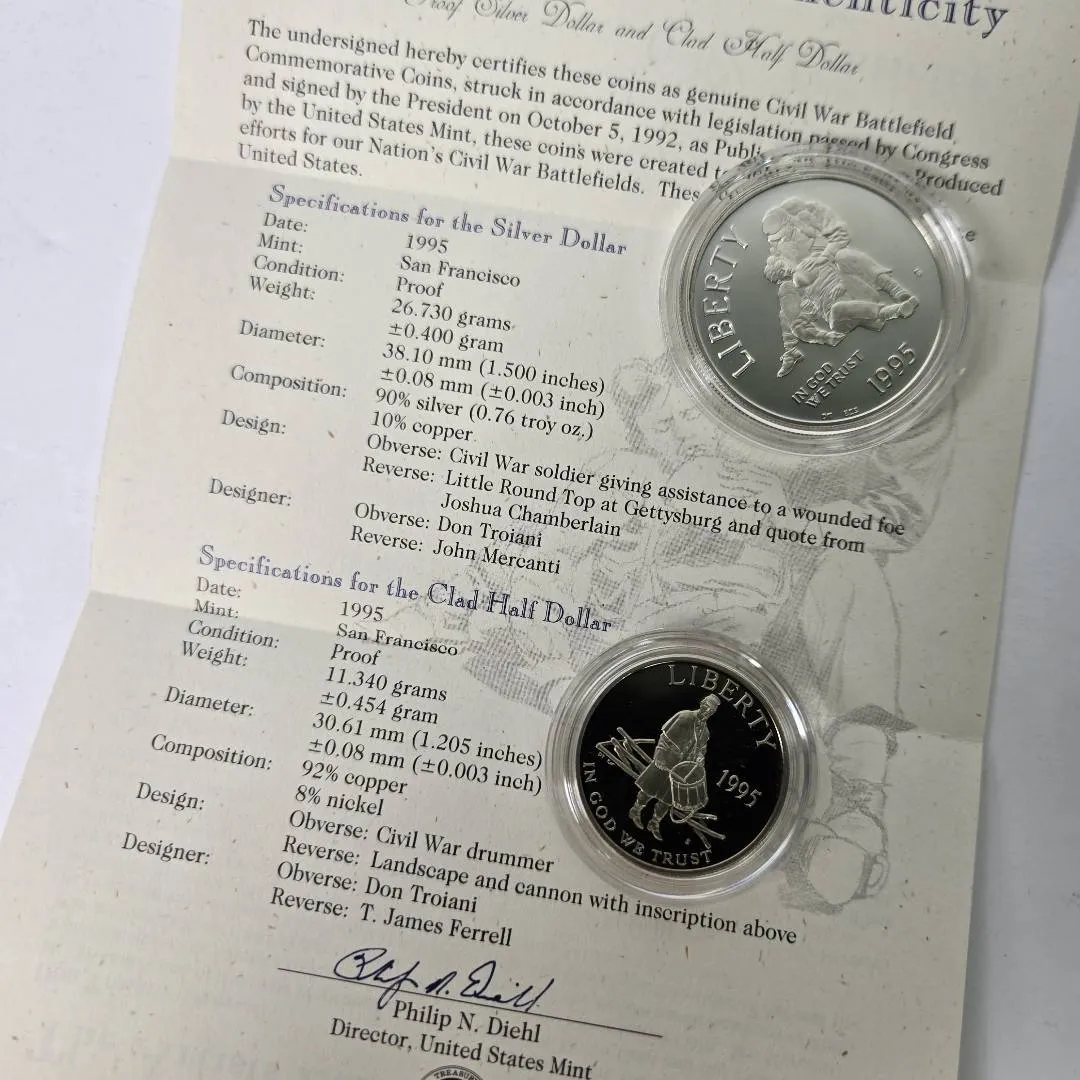 Proof Silver Dollar and Clad Half Dollar
The undersigned hereby certifies these coins as genuine Civil War Battlefield
Commemorative Coins, struck in accordance with legislation passed by Congress
and signed by the President on October 5, 1992, as Public
Produced
by the United States Mint, these coins were created to
efforts for our Nation's Civil War Battlefields. These
United States.
Specifications for the Silver Dollar
Date: 1995
Mint: San Francisco
Condition: Proof
Weight: 26.730 grams
±0.400 gram
Diameter: 38.10 mm (1.500 inches)
±0.08 mm (±0.003 inch)
Composition: 90% silver (0.76 troy oz.)
10% copper
Design: Obverse: Civil War soldier giving assistance to a wounded foe
Reverse: Little Round Top at Gettysburg and quote from
Joshua Chamberlain
Designer: Obverse: Don Troiani
Reverse: John Mercanti
LIBERTY
IN GOD
WE TRUST
1995
Specifications for the Clad Half Dollar
Date: 1995
Mint: San Francisco
Condition: Proof
Weight: 11.340 grams
±0.454 gram
Diameter: 30.61 mm (1.205 inches)
±0.08 mm (±0.003 inch)
Composition: 92% copper
8% nickel
Design: Obverse: Civil War drummer
Reverse: Landscape and cannon with inscription above
Designer: Obverse: Don Troiani
Reverse: T. James Ferrell
LIBERTY
1995
IN GOD WE TRUST
Philip N. Diehl
Philip N. Diehl
Director, United States Mint